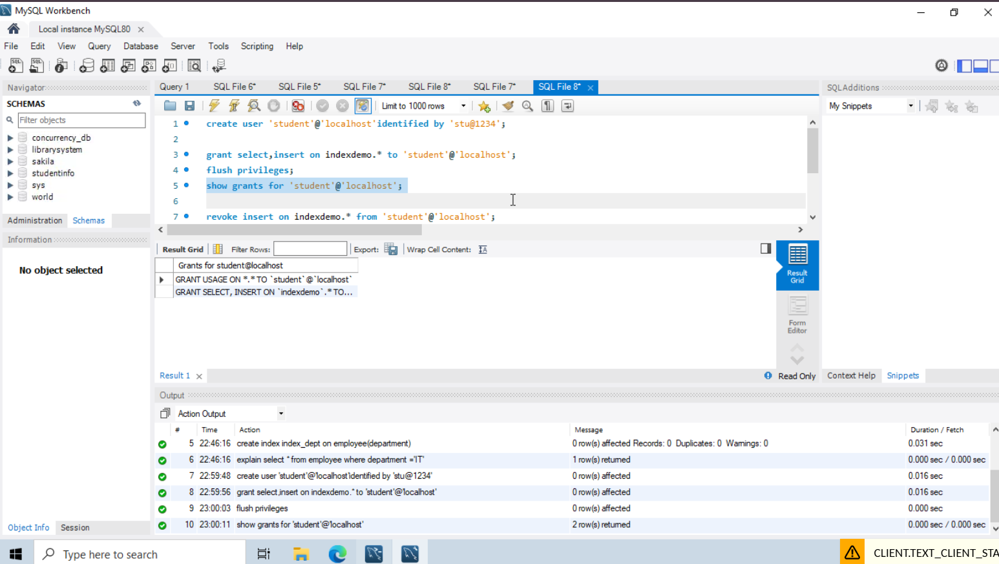 MySQL Workbench
Local instance MySQL80
File Edit View Query Database Server Tools Scripting Help
Navigator
Query 1 SQL File 6* SQL File 5* SQL File 7* SQL File 8* SQL File 7* SQL File 8*
SQLAdditions
SCHEMAS
Limit to 1000 rows
My Snippets
Filter objects
concurrency_db
librarysystem
sakila
studentinfo
sys
world
1 create user 'student'@'localhost'identified by 'stu@1234';
2
3 grant select,insert on indexdemo.* to 'student'@'localhost';
4 flush privileges;
5 show grants for 'student'@'localhost';
6
7 revoke insert on indexdemo.* from 'student'@'localhost';
Administration Schemas
Information
No object selected
Result Grid Filter Rows: Export: Wrap Cell Content:
Grants for student@localhost
GRANT USAGE ON *.* TO `student`@`localhost`
GRANT SELECT, INSERT ON `indexdemo`.* TO...
Result Grid
Form Editor
Result 1
Read Only
Context Help Snippets
Output
Action Output
# Time Action Message Duration / Fetch
5 22:46:16 create index index_dept on employee(department) 0 row(s) affected Records: 0 Duplicates: 0 Warnings: 0 0.031 sec
6 22:46:16 explain select * from employee where department ='IT' 1 row(s) returned 0.000 sec / 0.000 sec
7 22:59:48 create user 'student'@'localhost'identified by 'stu@1234' 0 row(s) affected 0.016 sec
8 22:59:56 grant select,insert on indexdemo.* to 'student'@'localhost' 0 row(s) affected 0.016 sec
9 23:00:03 flush privileges 0 row(s) affected 0.000 sec
10 23:00:11 show grants for 'student'@'localhost' 2 row(s) returned 0.000 sec / 0.000 sec
Object Info Session
Type here to search
CLIENT.TEXT_CLIENT_STA